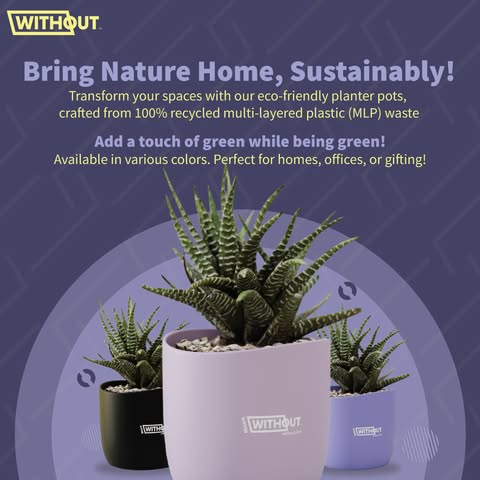 WITHOUT™
Bring Nature Home, Sustainably!
Transform your spaces with our eco-friendly planter pots,
crafted from 100% recycled multi-layered plastic (MLP) waste
Add a touch of green while being green!
Available in various colors. Perfect for homes, offices, or gifting!
WITHOUT
WITHOUT
WITHOUT